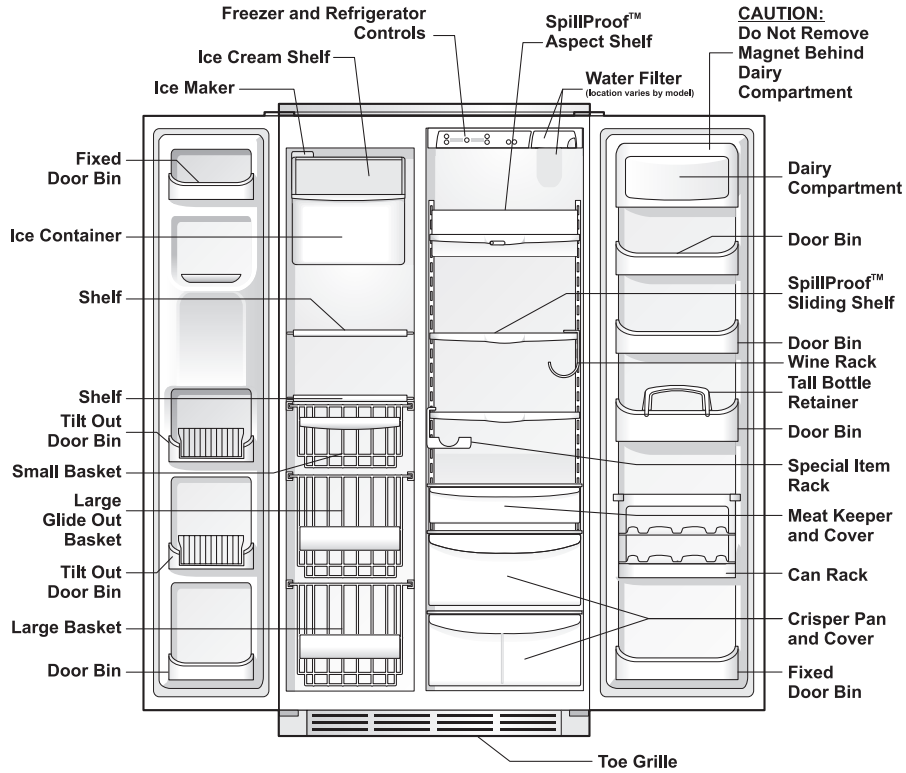 Freezer and Refrigerator
Controls
Ice Cream Shelf
Ice Maker
SpillProof™
Aspect Shelf
Water Filter
(location varies by model)
CAUTION:
Do Not Remove
Magnet Behind
Dairy
Compartment
Fixed
Door Bin
Ice Container
Shelf
Shelf
Tilt Out
Door Bin
Small Basket
Large
Glide Out
Basket
Tilt Out
Door Bin
Large Basket
Door Bin
Dairy
Compartment
Door Bin
SpillProof™
Sliding Shelf
Door Bin
Wine Rack
Tall Bottle
Retainer
Door Bin
Special Item
Rack
Meat Keeper
and Cover
Can Rack
Crisper Pan
and Cover
Fixed
Door Bin
Toe Grille